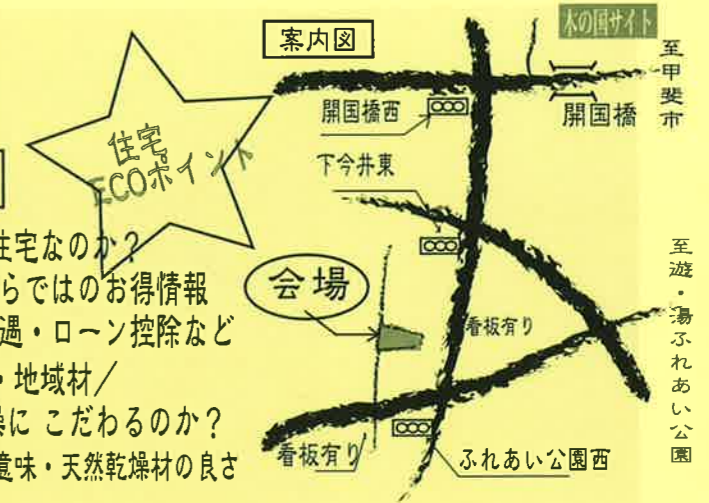 案内図
木の国サイト
至甲斐市
開国橋西
開国橋
住宅
ECOポイント
下今井東
住宅なのか？
らではのお得情報
遇・ローン控除など
・地域材/
にこだわるのか？
意味・天然乾燥材の良さ
会場
看板有り
至遊・湯ふれあい公園
看板有り
ふれあい公園西